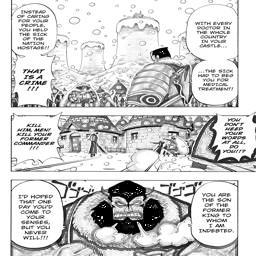 WITH EVERY
DOCTOR IN
THE WHOLE
COUNTRY
IN YOUR
CASTLE...
...THE SICK
HAD TO BEG
YOU FOR
MEDICAL
TREATMENT!!
INSTEAD OF
CARING
FOR YOUR
PEOPLE,
YOU HELD
THE SICK
OF THE
NATION
HOSTAGE!!
THAT IS
A CRIME
!!!
YOU
DON'T
NEED
YOUR
WORDS
AT ALL,
DO
YOU!?
KILL
HIM, MEN!
KILL YOUR
FORMER
COMMANDER
!!!
YOU ARE
THE SON
OF THE
FORMER
KING TO
WHOM
I AM
INDEBTED.
I'D HOPED
THAT ONE
DAY YOU'D
COME TO
YOUR
SENSES,
BUT YOU
NEVER
WILL!!!